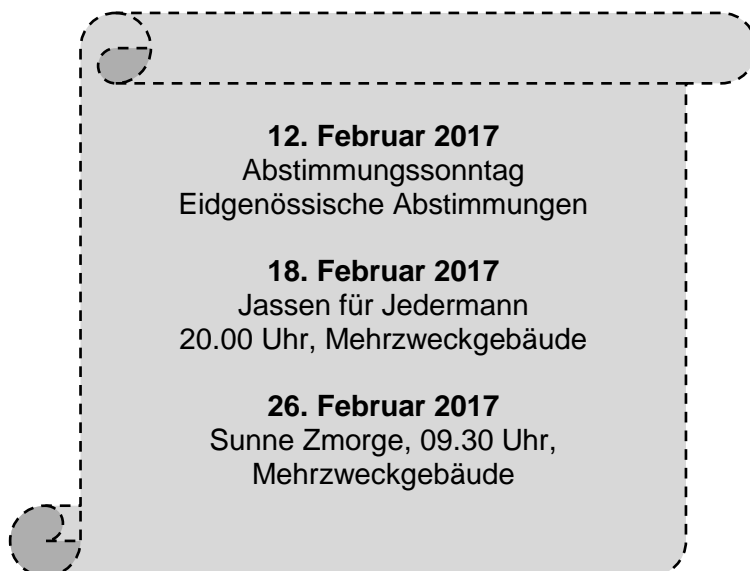 12. Februar 2017
Abstimmungssonntag
Eidgenössische Abstimmungen
18. Februar 2017
Jassen für Jedermann
20.00 Uhr, Mehrzweckgebäude
26. Februar 2017
Sunne Zmorge, 09.30 Uhr,
Mehrzweckgebäude